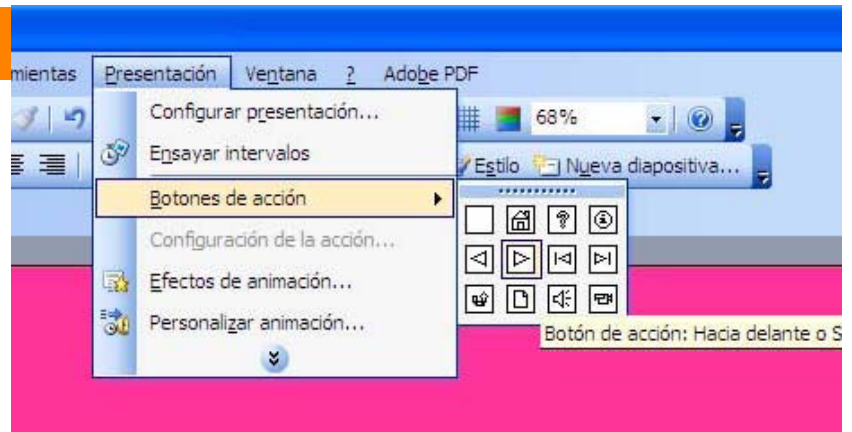 mientas Presentación Ventana ? Adobe PDF
Configurar presentación...
68%
Ensayar intervalos
Estilo Nueva diapositiva...
Botones de acción
Configuración de la acción...
Efectos de animación...
Personalizar animación...
Botón de acción: Hacia delante o S